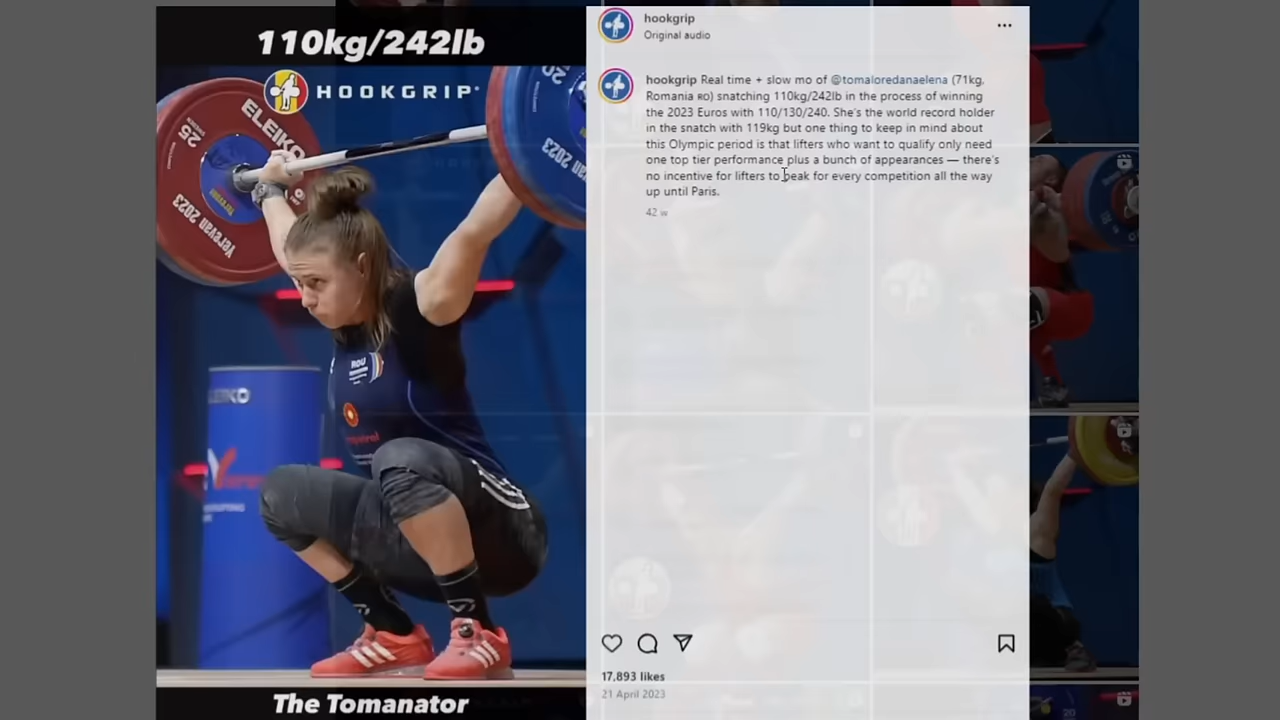 110kg/242lb
HOOKGRIP
ELEIKO
25
Yerevan 2023
20
Yerevan 2023
ELEIKO
ROU
The Tomanator
hookgrip
Original audio
hookgrip Real time + slow mo of @tomaloredanaelena (71kg,
Romania RO) snatching 110kg/242lb in the process of winning
the 2023 Euros with 110/130/240. She's the world record holder
in the snatch with 119kg but one thing to keep in mind about
this Olympic period is that lifters who want to qualify only need
one top tier performance plus a bunch of appearances — there's
no incentive for lifters to peak for every competition all the way
up until Paris.
42 w
17,893 likes
21 April 2023